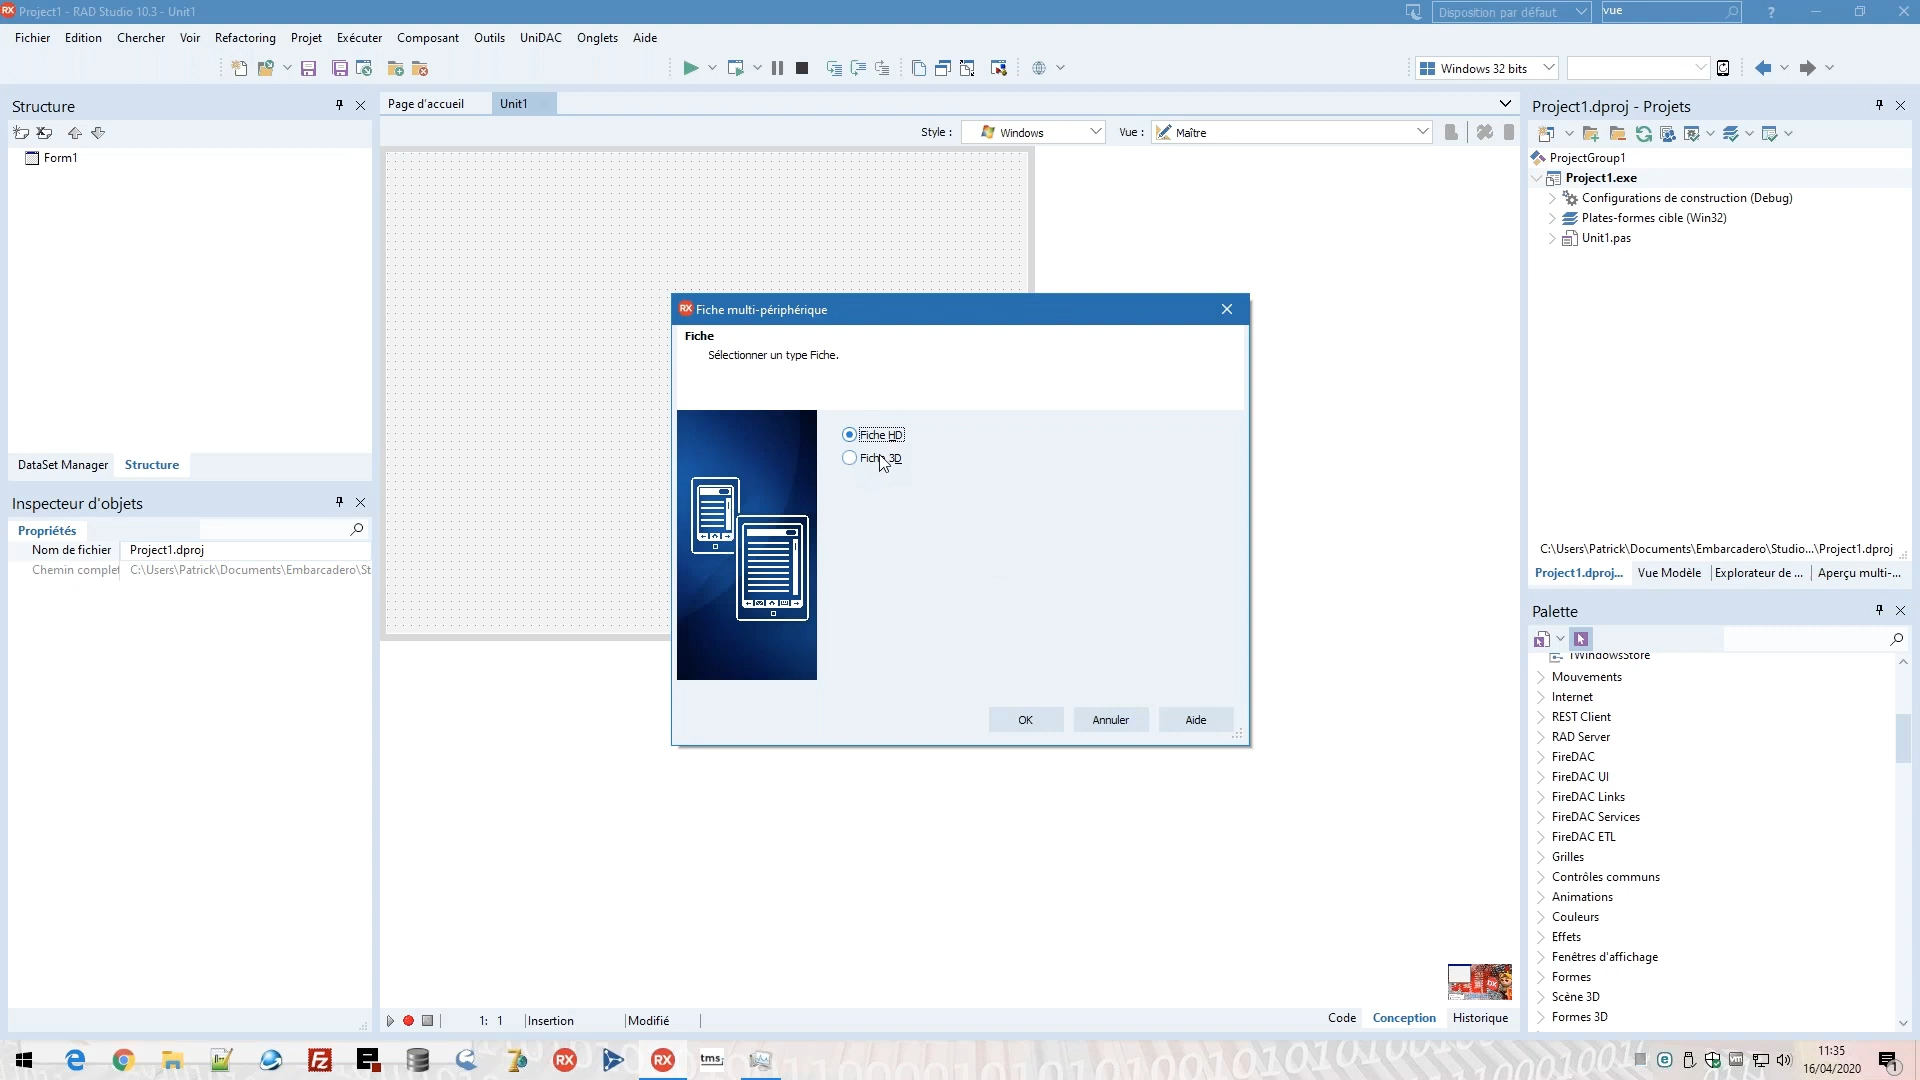 RX Project1 - RAD Studio 10.3 - Unit1
Disposition par défaut
vue
?
Fichier Edition Chercher Voir Refactoring Projet Exécuter Composant Outils UniDAC Onglets Aide
Windows 32 bits
Structure
Form1
DataSet Manager Structure
Inspecteur d'objets
Propriétés
Nom de fichier Project1.dproj
Chemin complet C:\Users\Patrick\Documents\Embarcadero\St
Page d'accueil Unit1
Style : Windows Vue : Maître
RX Fiche multi-périphérique
Fiche
Sélectionner un type Fiche.
Fiche HD
Fiche 3D
OK Annuler Aide
1: 1 Insertion Modifié
Code Conception Historique
Project1.dproj - Projets
ProjectGroup1
Project1.exe
Configurations de construction (Debug)
Plates-formes cible (Win32)
Unit1.pas
C:\Users\Patrick\Documents\Embarcadero\Studio...\Project1.dproj
Project1.dproj... Vue Modèle Explorateur de ... Aperçu multi-...
Palette
TWindowsStore
Mouvements
Internet
REST Client
RAD Server
FireDAC
FireDAC UI
FireDAC Links
FireDAC Services
FireDAC ETL
Grilles
Contrôles communs
Animations
Couleurs
Effets
Fenêtres d'affichage
Formes
Scène 3D
Formes 3D
RX RX tms
11:35
16/04/2020
1